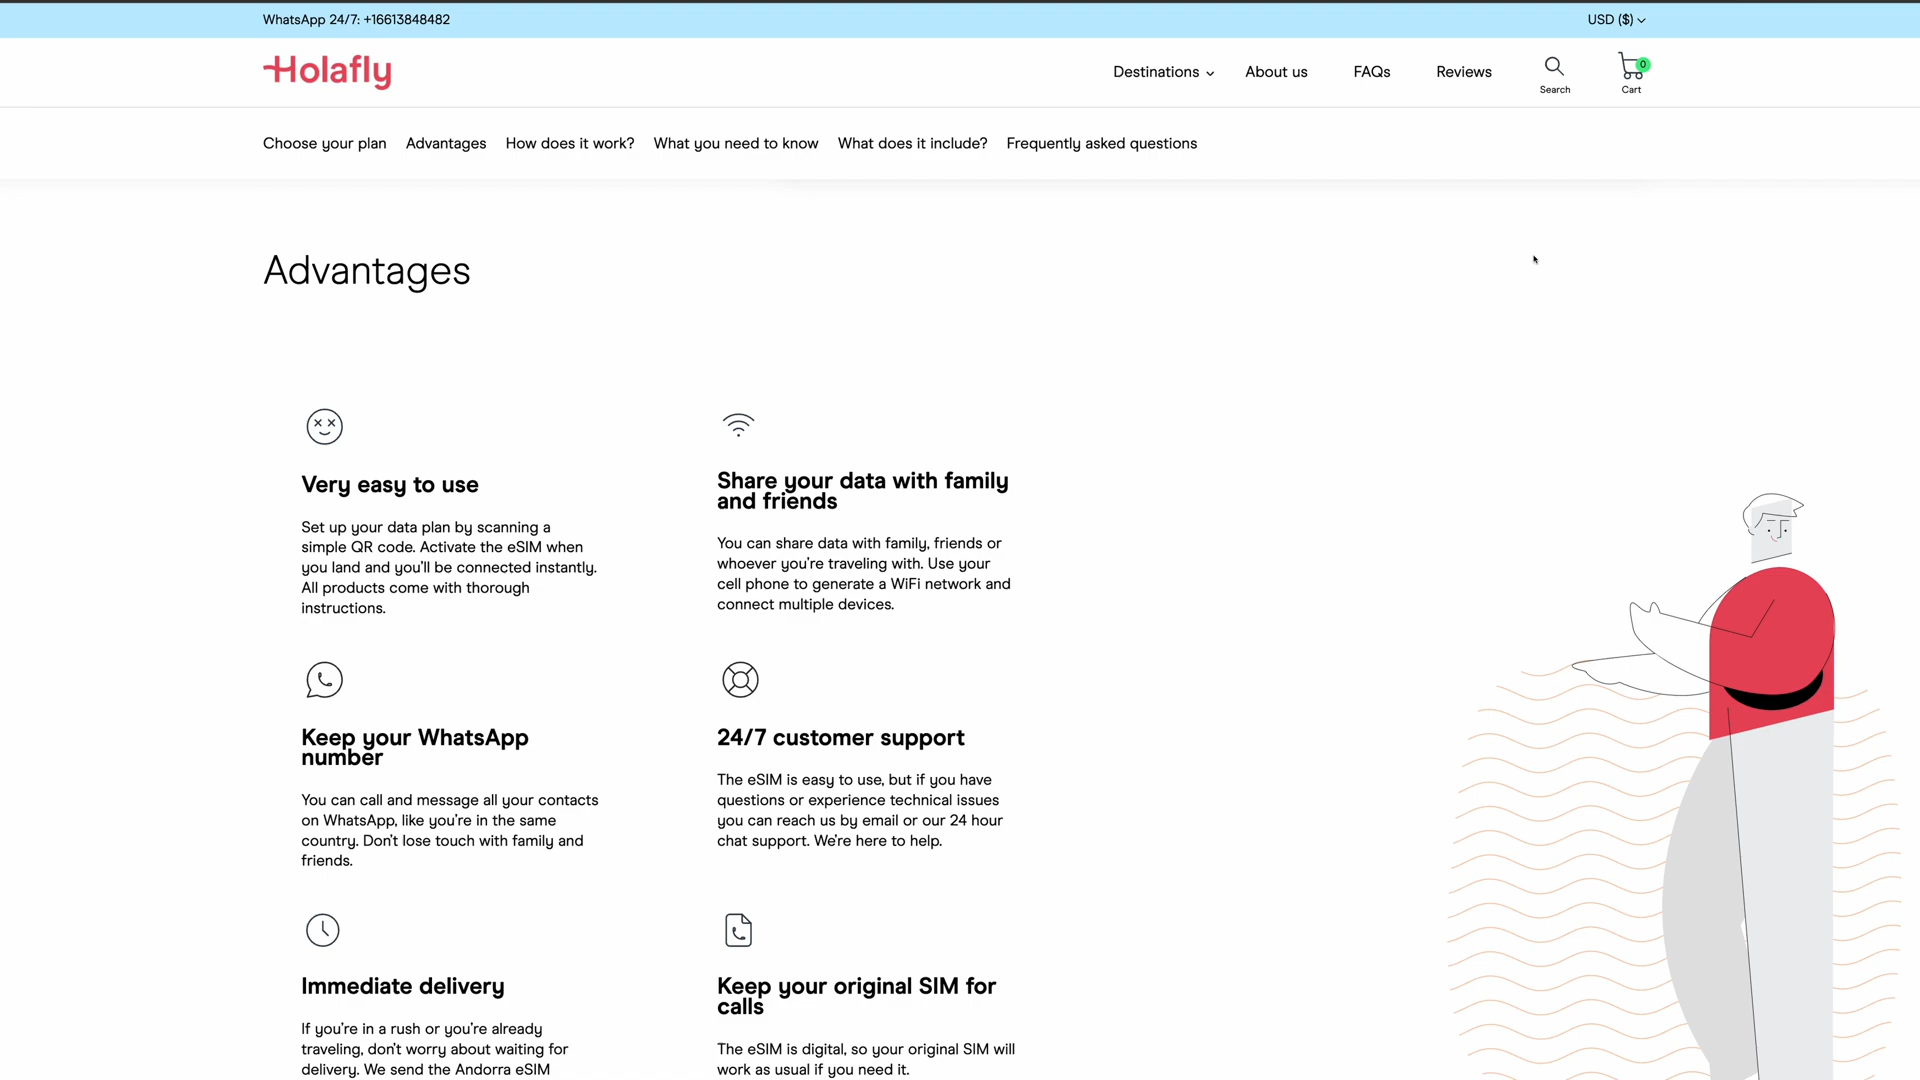 WhatsApp 24/7: +16613848482
USD ($)
Holafly
Destinations
About us
FAQs
Reviews
Search
0
Cart
Choose your plan
Advantages
How does it work?
What you need to know
What does it include?
Frequently asked questions
Advantages
Very easy to use
Set up your data plan by scanning a
simple QR code. Activate the eSIM when
you land and you'll be connected instantly.
All products come with thorough
instructions.
Share your data with family
and friends
You can share data with family, friends or
whoever you're traveling with. Use your
cell phone to generate a WiFi network and
connect multiple devices.
Keep your WhatsApp
number
You can call and message all your contacts
on WhatsApp, like you're in the same
country. Don't lose touch with family and
friends.
24/7 customer support
The eSIM is easy to use, but if you have
questions or experience technical issues
you can reach us by email or our 24 hour
chat support. We're here to help.
Immediate delivery
If you're in a rush or you're already
traveling, don't worry about waiting for
delivery. We send the Andorra eSIM
Keep your original SIM for
calls
The eSIM is digital, so your original SIM will
work as usual if you need it.